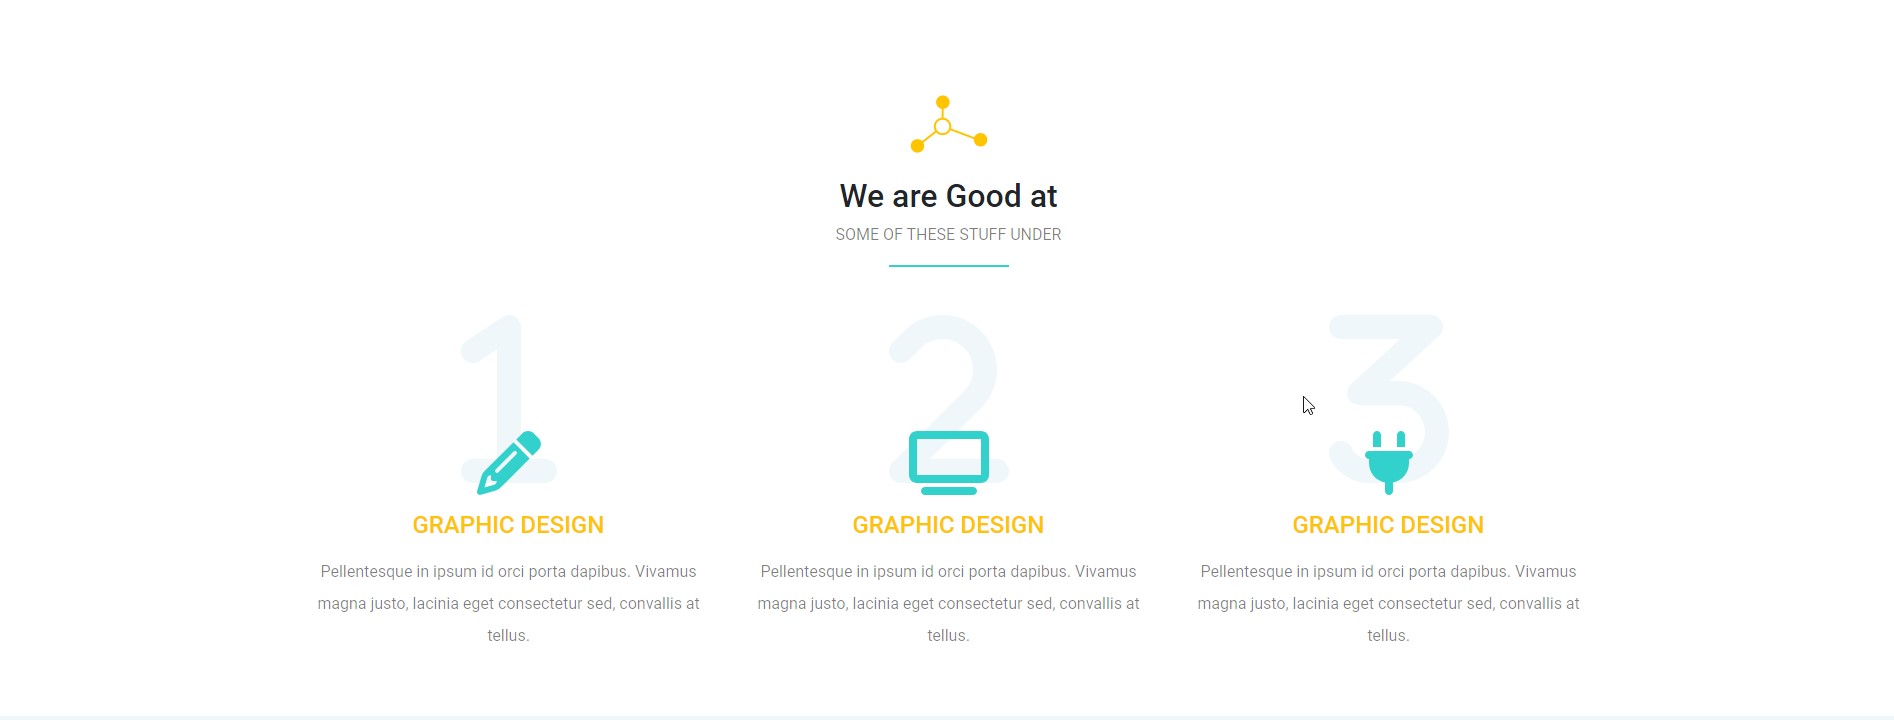 We are Good at
SOME OF THESE STUFF UNDER
1
2
3
GRAPHIC DESIGN
Pellentesque in ipsum id orci porta dapibus. Vivamus
magna justo, lacinia eget consectetur sed, convallis at
tellus.
GRAPHIC DESIGN
Pellentesque in ipsum id orci porta dapibus. Vivamus
magna justo, lacinia eget consectetur sed, convallis at
tellus.
GRAPHIC DESIGN
Pellentesque in ipsum id orci porta dapibus. Vivamus
magna justo, lacinia eget consectetur sed, convallis at
tellus.